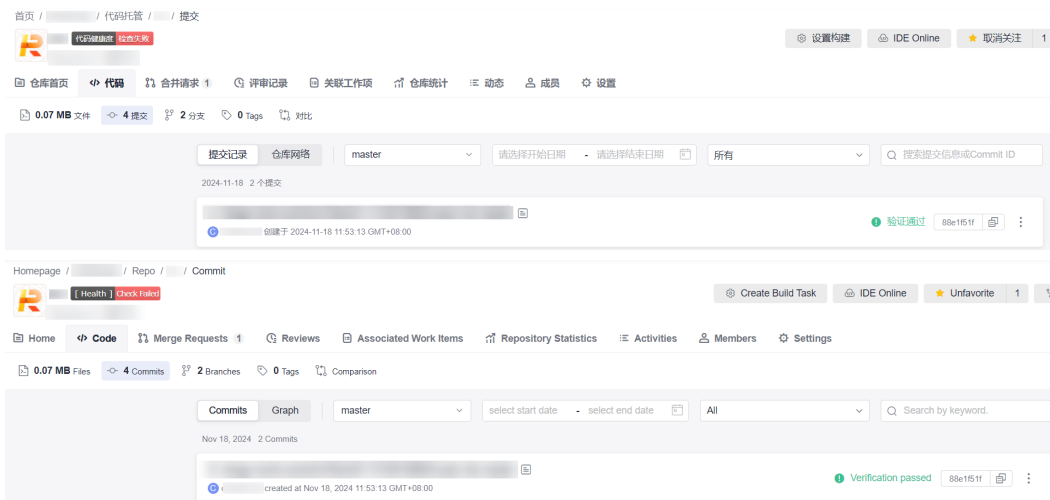 首页 / / 代码托管 / / 提交
代码健康度 检查失败
设置构建 IDE Online 取消关注 1
仓库首页 代码 合并请求 1 评审记录 关联工作项 仓库统计 动态 成员 设置
0.07 MB 文件 4 提交 2 分支 0 Tags 对比
提交记录 仓库网络 master 请选择开始日期 - 请选择结束日期 所有 搜索提交信息或Commit ID
2024-11-18 2 个提交
验证通过 88e1f51f
C 创建于 2024-11-18 11:53:13 GMT+08:00
Homepage / / Repo / / Commit
[ Health ] Check Failed
Create Build Task IDE Online Unfavorite 1
Home Code Merge Requests 1 Reviews Associated Work Items Repository Statistics Activities Members Settings
0.07 MB Files 4 Commits 2 Branches 0 Tags Comparison
Commits Graph master select start date - select end date All Search by keyword.
Nov 18, 2024 2 Commits
Verification passed 88e1f51f
C created at Nov 18, 2024 11:53:13 GMT+08:00